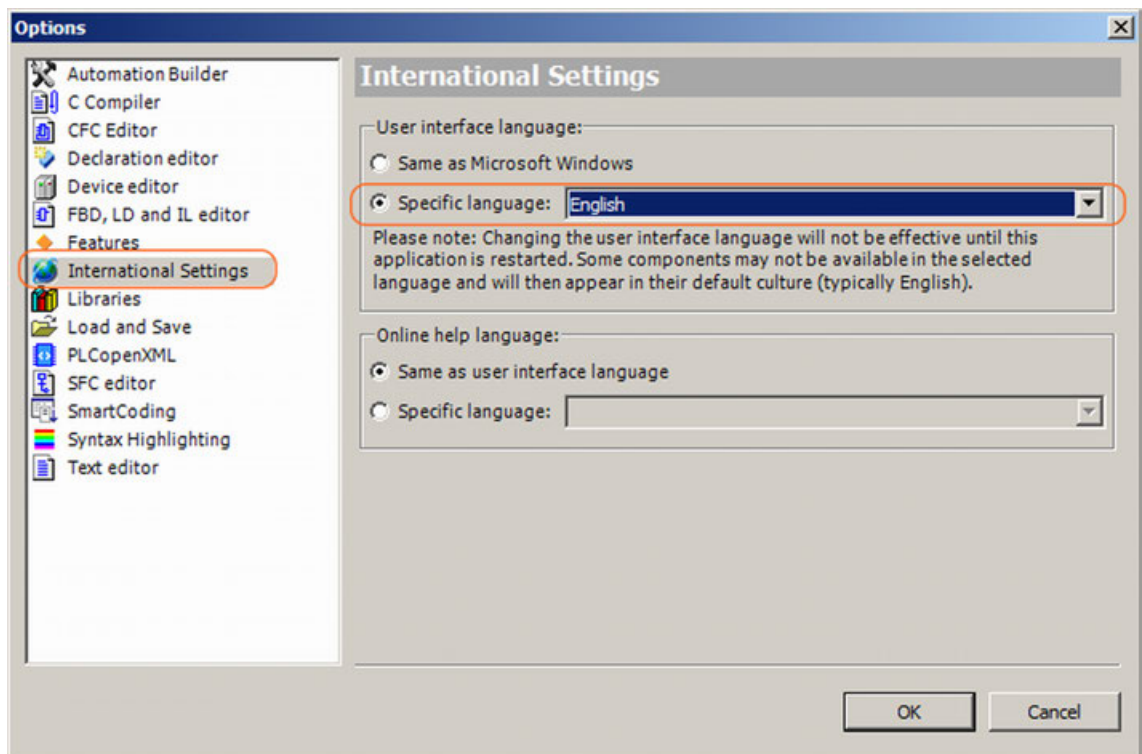 Options
Automation Builder
C Compiler
CFC Editor
Declaration editor
Device editor
FBD, LD and IL editor
Features
International Settings
Libraries
Load and Save
PLCopenXML
SFC editor
SmartCoding
Syntax Highlighting
Text editor
International Settings
User interface language:
Same as Microsoft Windows
Specific language: English
Please note: Changing the user interface language will not be effective until this
application is restarted. Some components may not be available in the selected
language and will then appear in their default culture (typically English).
Online help language:
Same as user interface language
Specific language:
OK Cancel